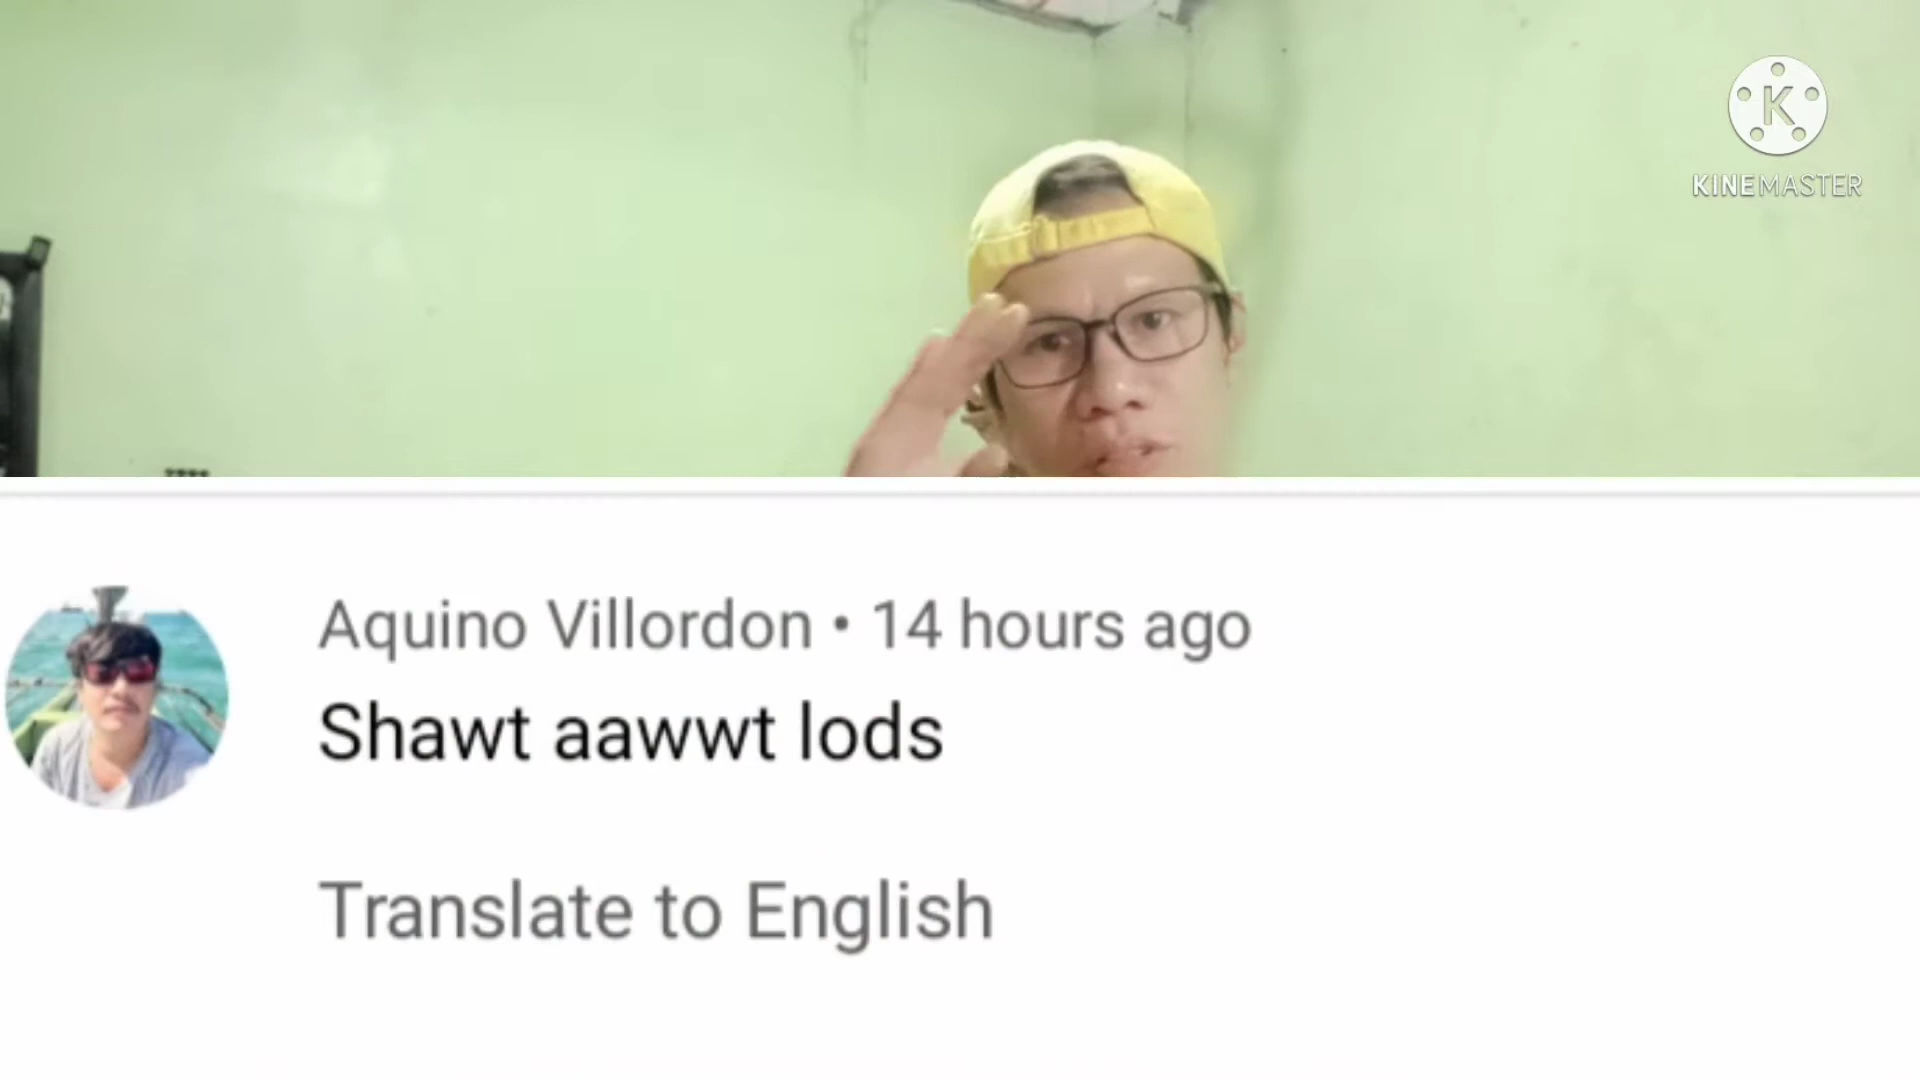 K
KINEMASTER
Aquino Villordon • 14 hours ago
Shawt aawwt lods
Translate to English